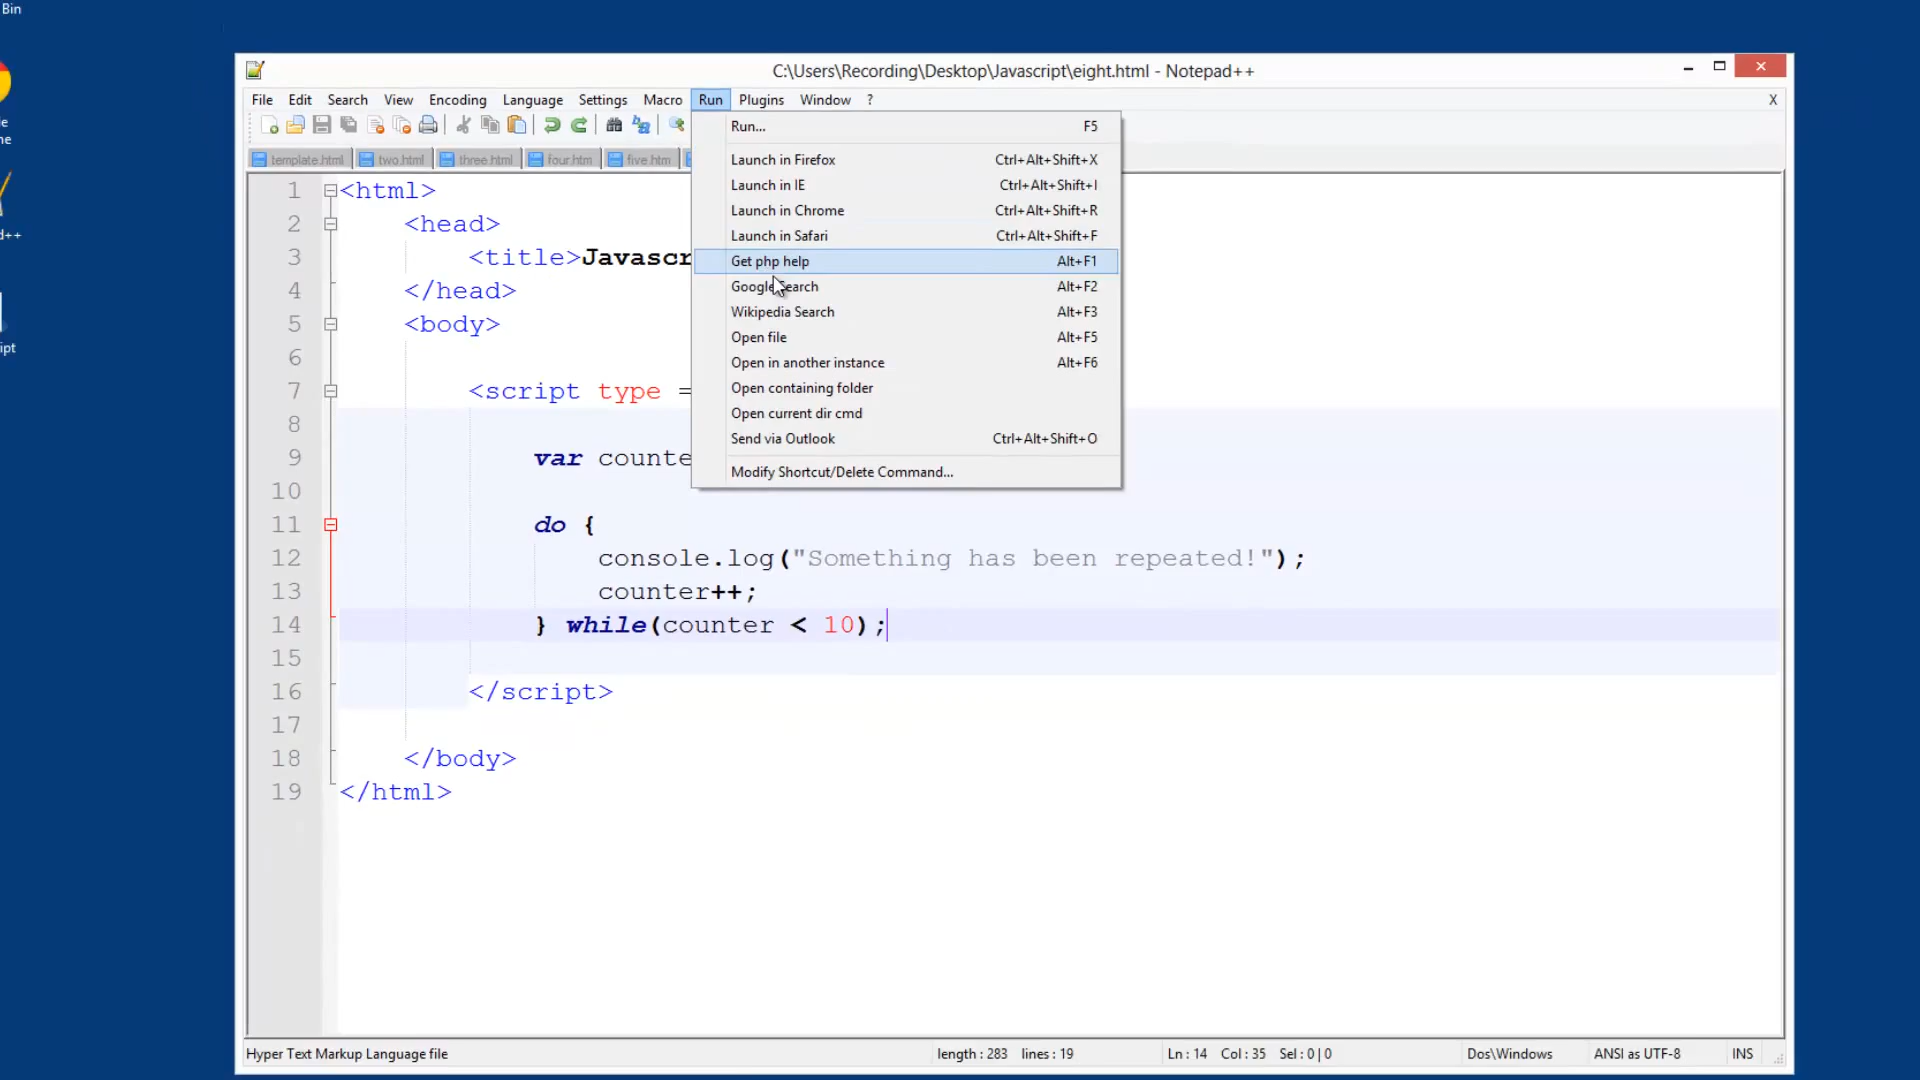 Bin
C:\Users\Recording\Desktop\Javascript\eight.html - Notepad++
File Edit Search View Encoding Language Settings Macro Run Plugins Window ? X
template.html two.html three.html four.htm five.htm
Run... F5
Launch in Firefox Ctrl+Alt+Shift+X
Launch in IE Ctrl+Alt+Shift+I
Launch in Chrome Ctrl+Alt+Shift+R
Launch in Safari Ctrl+Alt+Shift+F
Get php help Alt+F1
Google Search Alt+F2
Wikipedia Search Alt+F3
Open file Alt+F5
Open in another instance Alt+F6
Open containing folder
Open current dir cmd
Send via Outlook Ctrl+Alt+Shift+O
Modify Shortcut/Delete Command...
1 <html>
2 <head>
3 <title>Javascr
4 </head>
5 <body>
6
7 <script type =
8
9 var counte
10
11 do {
12 console.log("Something has been repeated!");
13 counter++;
14 } while(counter < 10);
15
16 </script>
17
18 </body>
19 </html>
le
me
d++
ipt
Hyper Text Markup Language file length : 283 lines : 19 Ln : 14 Col : 35 Sel : 0 | 0 Dos\Windows ANSI as UTF-8 INS